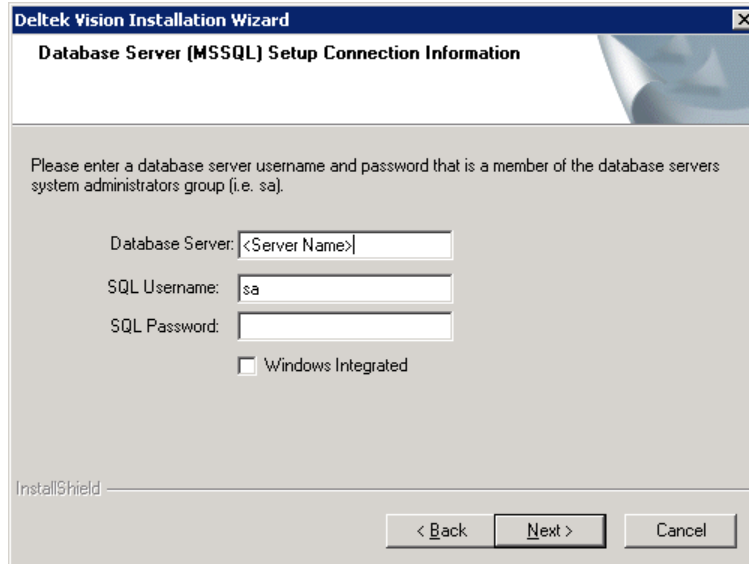 Deltek Vision Installation Wizard
Database Server (MSSQL) Setup Connection Information
Please enter a database server username and password that is a member of the database servers
system administrators group (i.e. sa).
Database Server: <Server Name>
SQL Username: sa
SQL Password:
Windows Integrated
InstallShield
< Back Next > Cancel